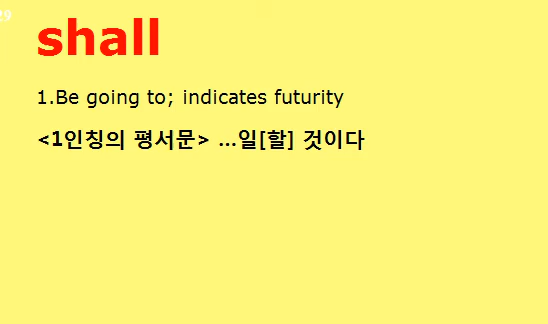 29
shall
1.Be going to; indicates futurity
<1인칭의 평서문> ...일[할] 것이다